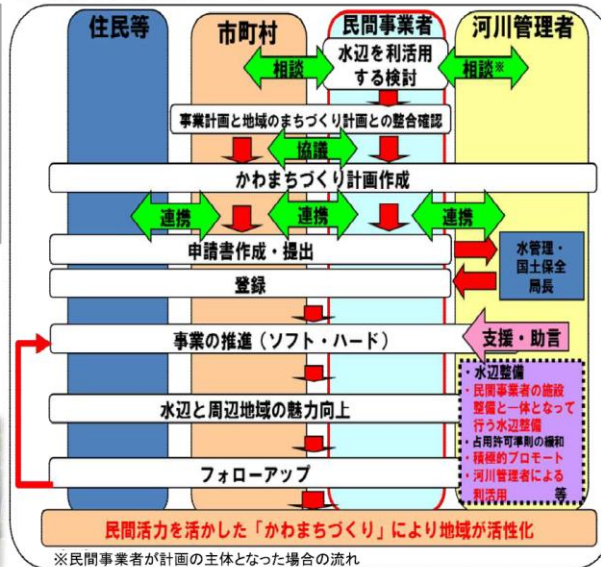 住民等
市町村
民間事業者
河川管理者
相談
水辺を利活用
する検討
相談※
事業計画と地域のまちづくり計画との整合確認
協議
かわまちづくり計画作成
連携
連携
連携
申請書作成・提出
水管理・
国土保全
局長
登録
事業の推進(ソフト・ハード)
支援・助言
・水辺整備
・民間事業者の施設
整備と一体となって
行う水辺整備
・占用許可準則の緩和
・積極的プロモート
・河川管理者による
利活用 等
水辺と周辺地域の魅力向上
フォローアップ
民間活力を活かした「かわまちづくり」により地域が活性化
※民間事業者が計画の主体となった場合の流れ